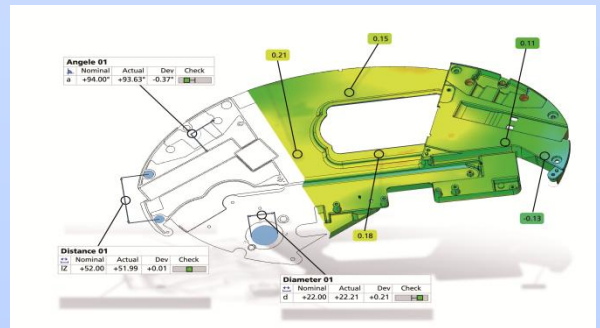 0.15
0.11
0.21
Angele 01
Nominal Actual Dev Check
a +94.00° +93.63° -0.37°
0.18
-0.13
Distance 01
Nominal Actual Dev Check
lZ +52.00 +51.99 +0.01
Diameter 01
Nominal Actual Dev Check
d +22.00 +22.21 +0.21